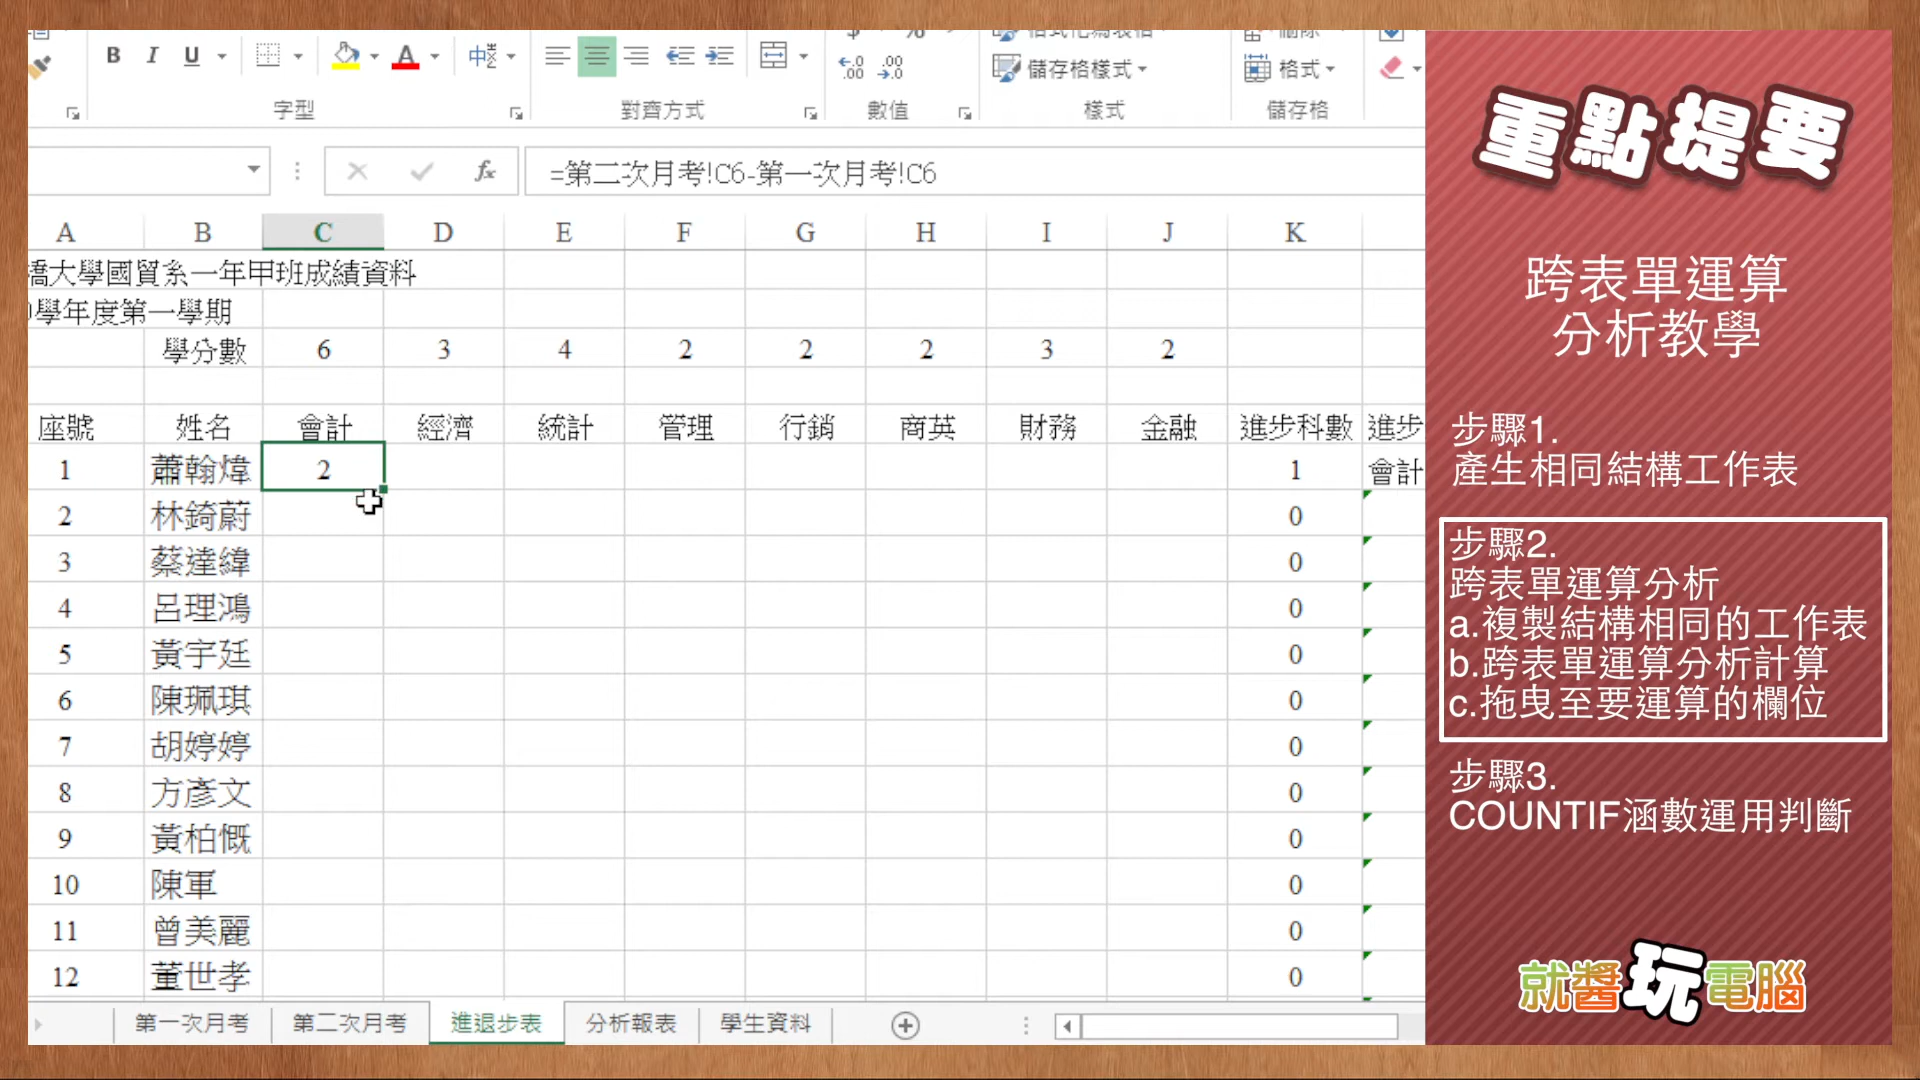 B I U A 中
.00 .00
儲存格樣式
格式
字型 對齊方式 數值 樣式 儲存格
fx =第二次月考!C6-第一次月考!C6
A B C D E F G H I J K
橋大學國貿系一年甲班成績資料
學年度第一學期
學分數 6 3 4 2 2 2 3 2
座號 姓名 會計 經濟 統計 管理 行銷 商英 財務 金融 進步科數 進步
1 蕭翰煒 2 1 會計
2 林錡蔚 0
3 蔡達緯 0
4 呂理鴻 0
5 黃宇廷 0
6 陳珮琪 0
7 胡婷婷 0
8 方彥文 0
9 黃柏慨 0
10 陳軍 0
11 曾美麗 0
12 董世孝 0
第一次月考 第二次月考 進退步表 分析報表 學生資料
重點提要
跨表單運算
分析教學
步驟1.
產生相同結構工作表
步驟2.
跨表單運算分析
a.複製結構相同的工作表
b.跨表單運算分析計算
c.拖曳至要運算的欄位
步驟3.
COUNTIF涵數運用判斷
就醬玩電腦